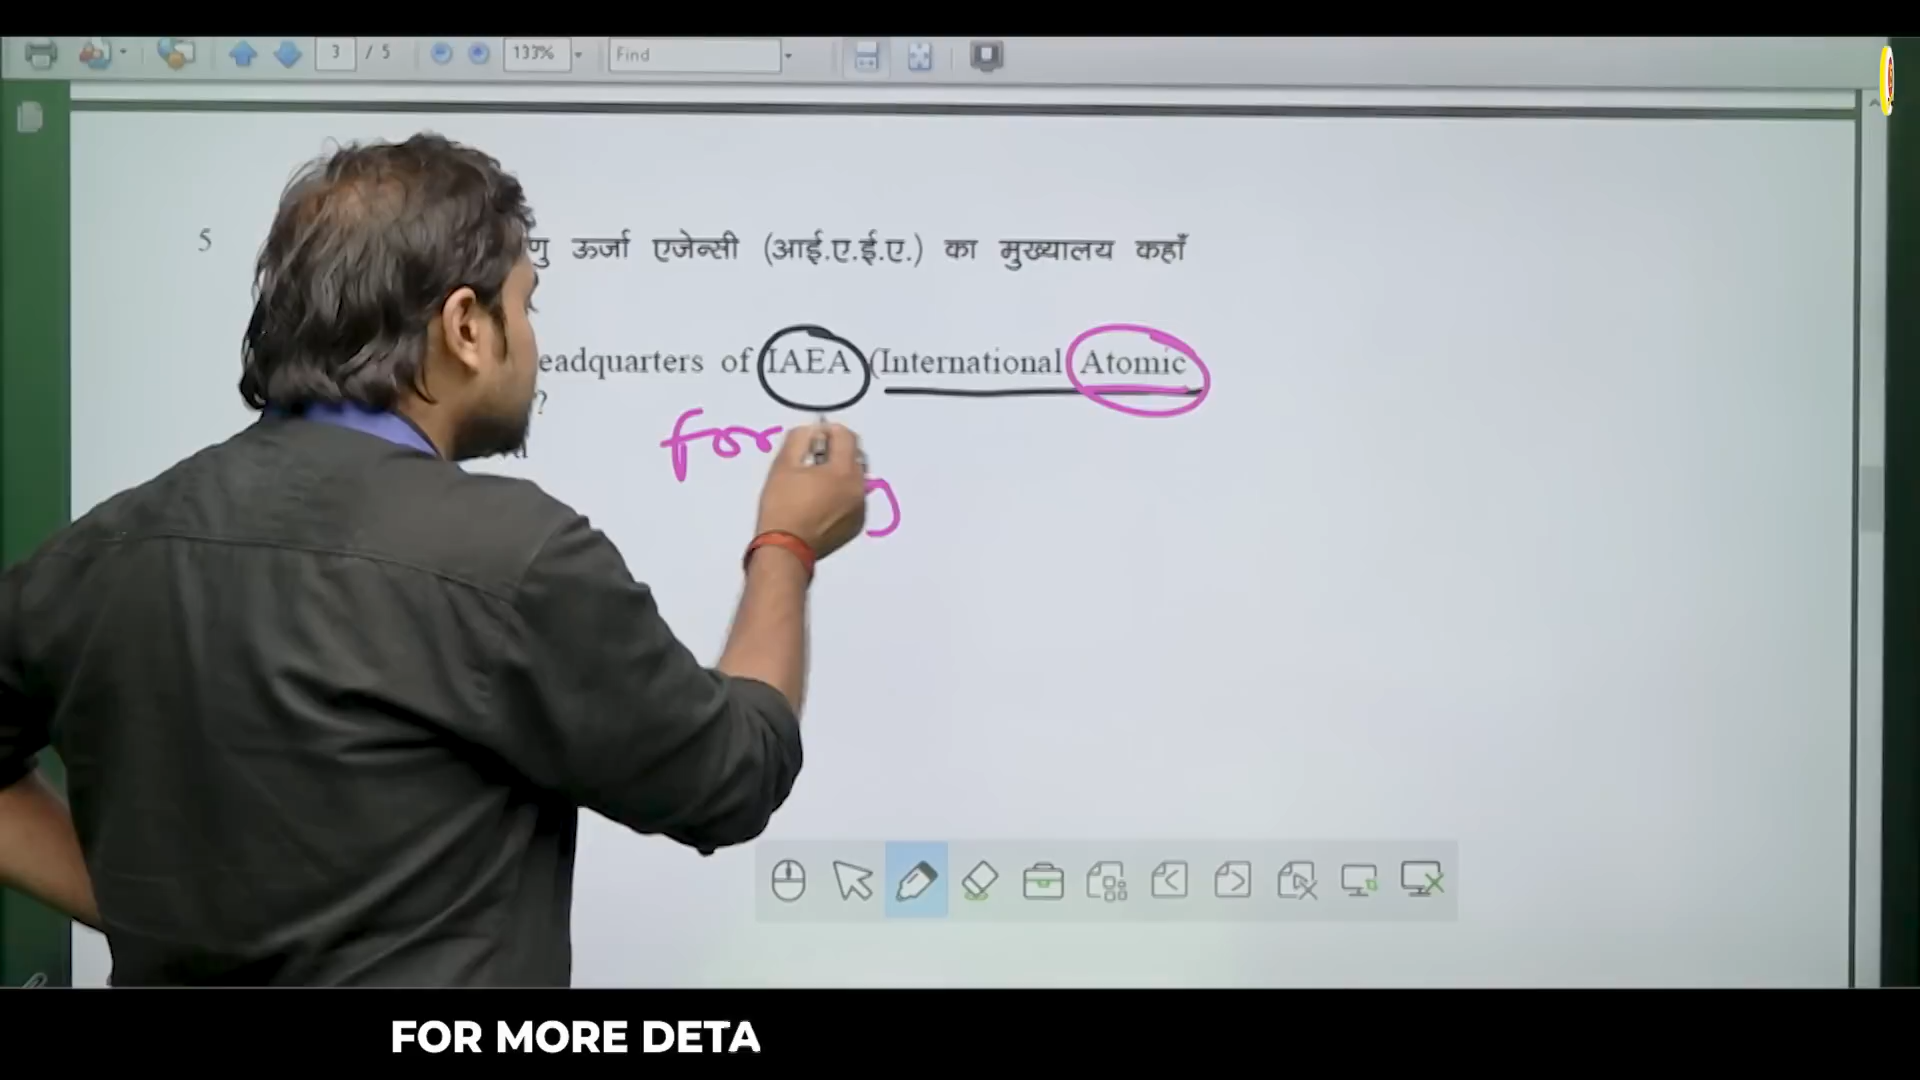 3 / 5 133% Find
5 ऊर्जा एजेन्सी (आई.ए.ई.ए.) का मुख्यालय कहाँ
eadquarters of IAEA (International Atomic
?
for
FOR MORE DETA